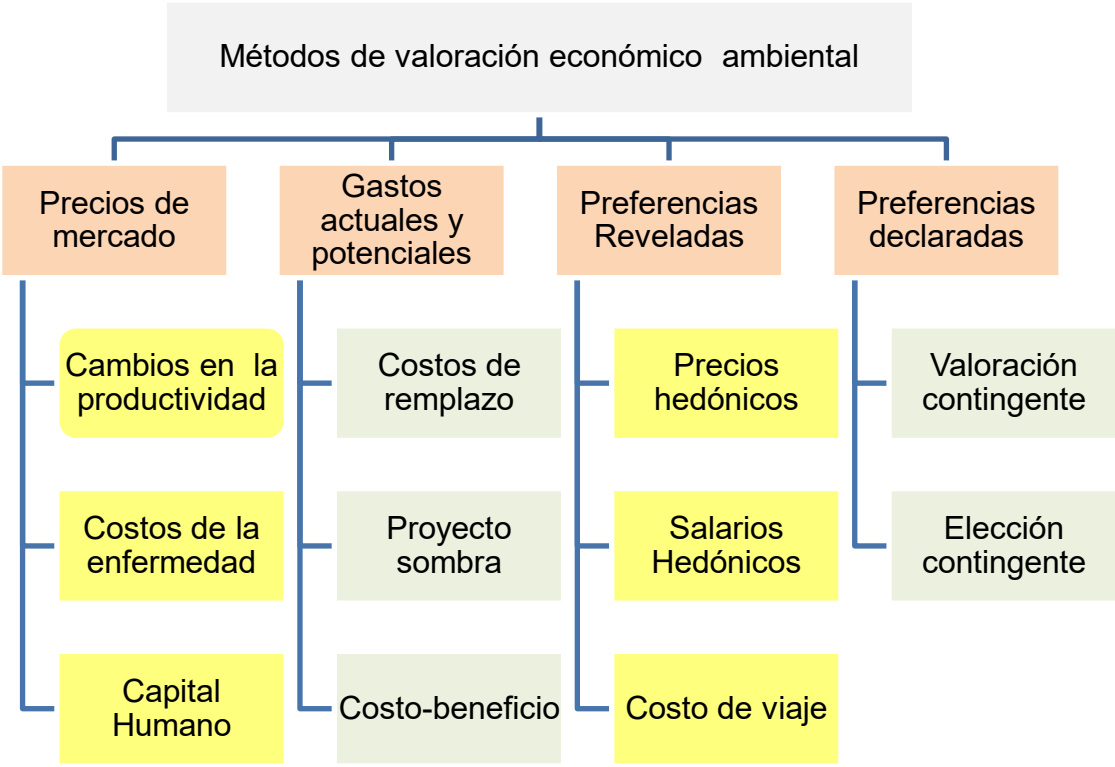 Métodos de valoración económico  ambiental
Precios de
mercado
Gastos
actuales y
potenciales
Preferencias
Reveladas
Preferencias
declaradas
Cambios en  la
productividad
Costos de la
enfermedad
Capital
Humano
Costos de
remplazo
Proyecto
sombra
Costo-beneficio
Precios
hedónicos
Salarios
Hedónicos
Costo de viaje
Valoración
contingente
Elección
contingente